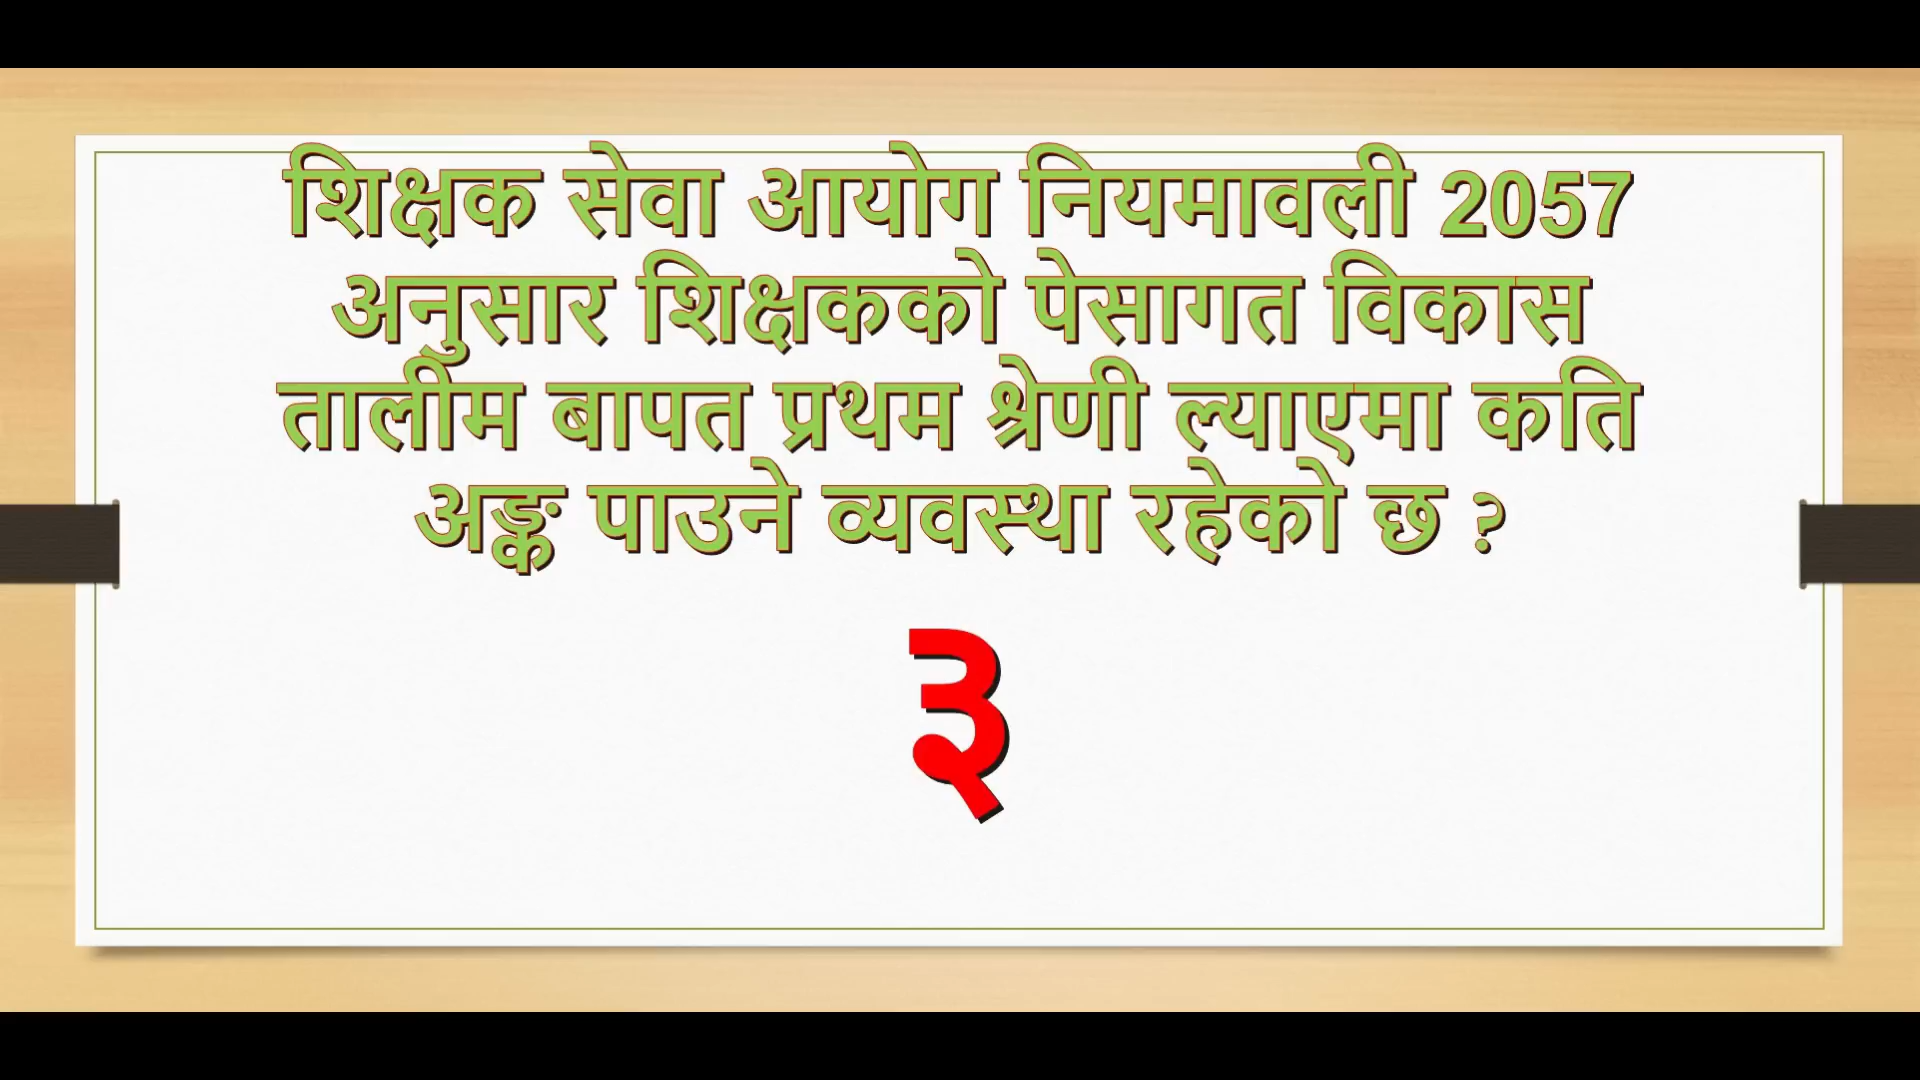 शिक्षक सेवा आयोग नियमावली 2057
अनुसार शिक्षकको पेसागत विकास
तालीम बापत प्रथम श्रेणी ल्याएमा कति
अङ्क पाउने व्यवस्था रहेको छ ?
३